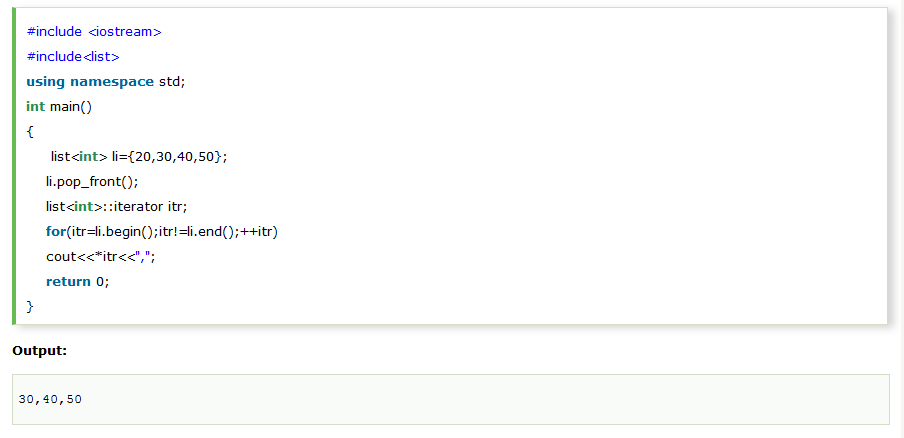 #include <iostream>
#include<list>
using namespace std;
int main()
{
list<int> li={20,30,40,50};
li.pop_front();
list<int>::iterator itr;
for(itr=li.begin();itr!=li.end();++itr)
cout<<*itr<<",";
return 0;
}
Output:
30,40,50